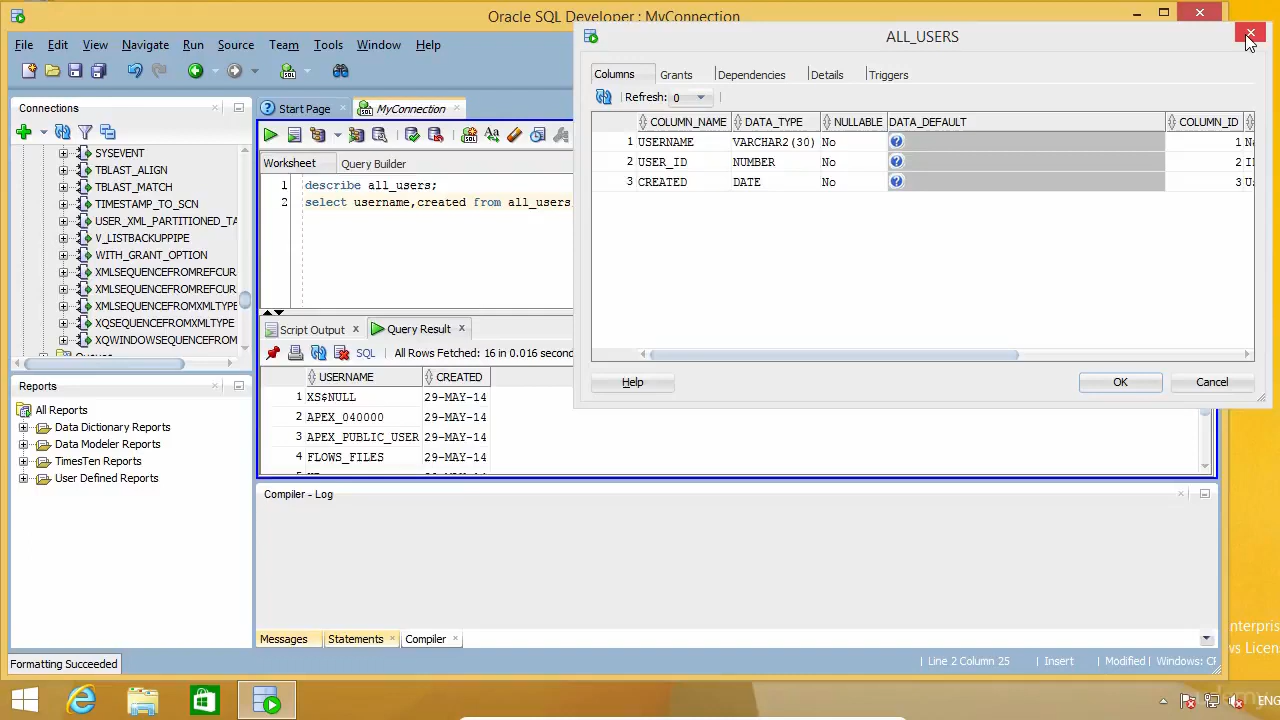 Oracle SQL Developer : MyConnection
File Edit View Navigate Run Source Team Tools Window Help
ALL_USERS
Columns Grants Dependencies Details Triggers
Refresh: 0
COLUMN_NAME DATA_TYPE NULLABLE DATA_DEFAULT COLUMN_ID
1 USERNAME VARCHAR2(30) No 1
2 USER_ID NUMBER No 2
3 CREATED DATE No 3
Help OK Cancel
Connections
SYSEVENT
TBLAST_ALIGN
TBLAST_MATCH
TIMESTAMP_TO_SCN
USER_XML_PARTITIONED_TA
V_LISTBACKUPPIPE
WITH_GRANT_OPTION
XMLSEQUENCEFROMREFCUR
XMLSEQUENCEFROMREFCUR
XMLSEQUENCEFROMXMLTYPE
XQSEQUENCEFROMXMLTYPE
XQWINDOWSEQUENCEFROM
Reports
All Reports
Data Dictionary Reports
Data Modeler Reports
TimesTen Reports
User Defined Reports
Start Page MyConnection
Worksheet Query Builder
1 describe all_users;
2 select username,created from all_users
Script Output Query Result
SQL All Rows Fetched: 16 in 0.016 second
USERNAME CREATED
1 XS$NULL 29-MAY-14
2 APEX_040000 29-MAY-14
3 APEX_PUBLIC_USER 29-MAY-14
4 FLOWS_FILES 29-MAY-14
Compiler - Log
Messages Statements Compiler
Formatting Succeeded
Line 2 Column 25 Insert Modified Windows: CF
nterpris
vs Licen
ENG